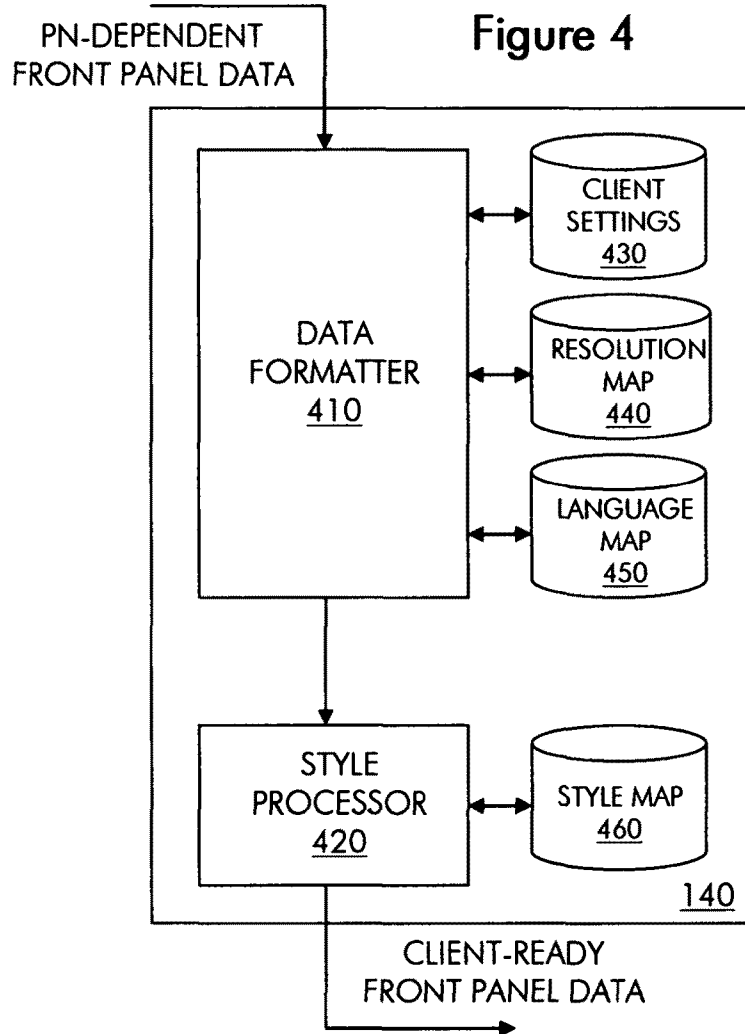 Figure 4
PN-DEPENDENT
FRONT PANEL DATA
DATA
FORMATTER
410
CLIENT
SETTINGS
430
RESOLUTION
MAP
440
LANGUAGE
MAP
450
STYLE
PROCESSOR
420
STYLE MAP
460
140
CLIENT-READY
FRONT PANEL DATA